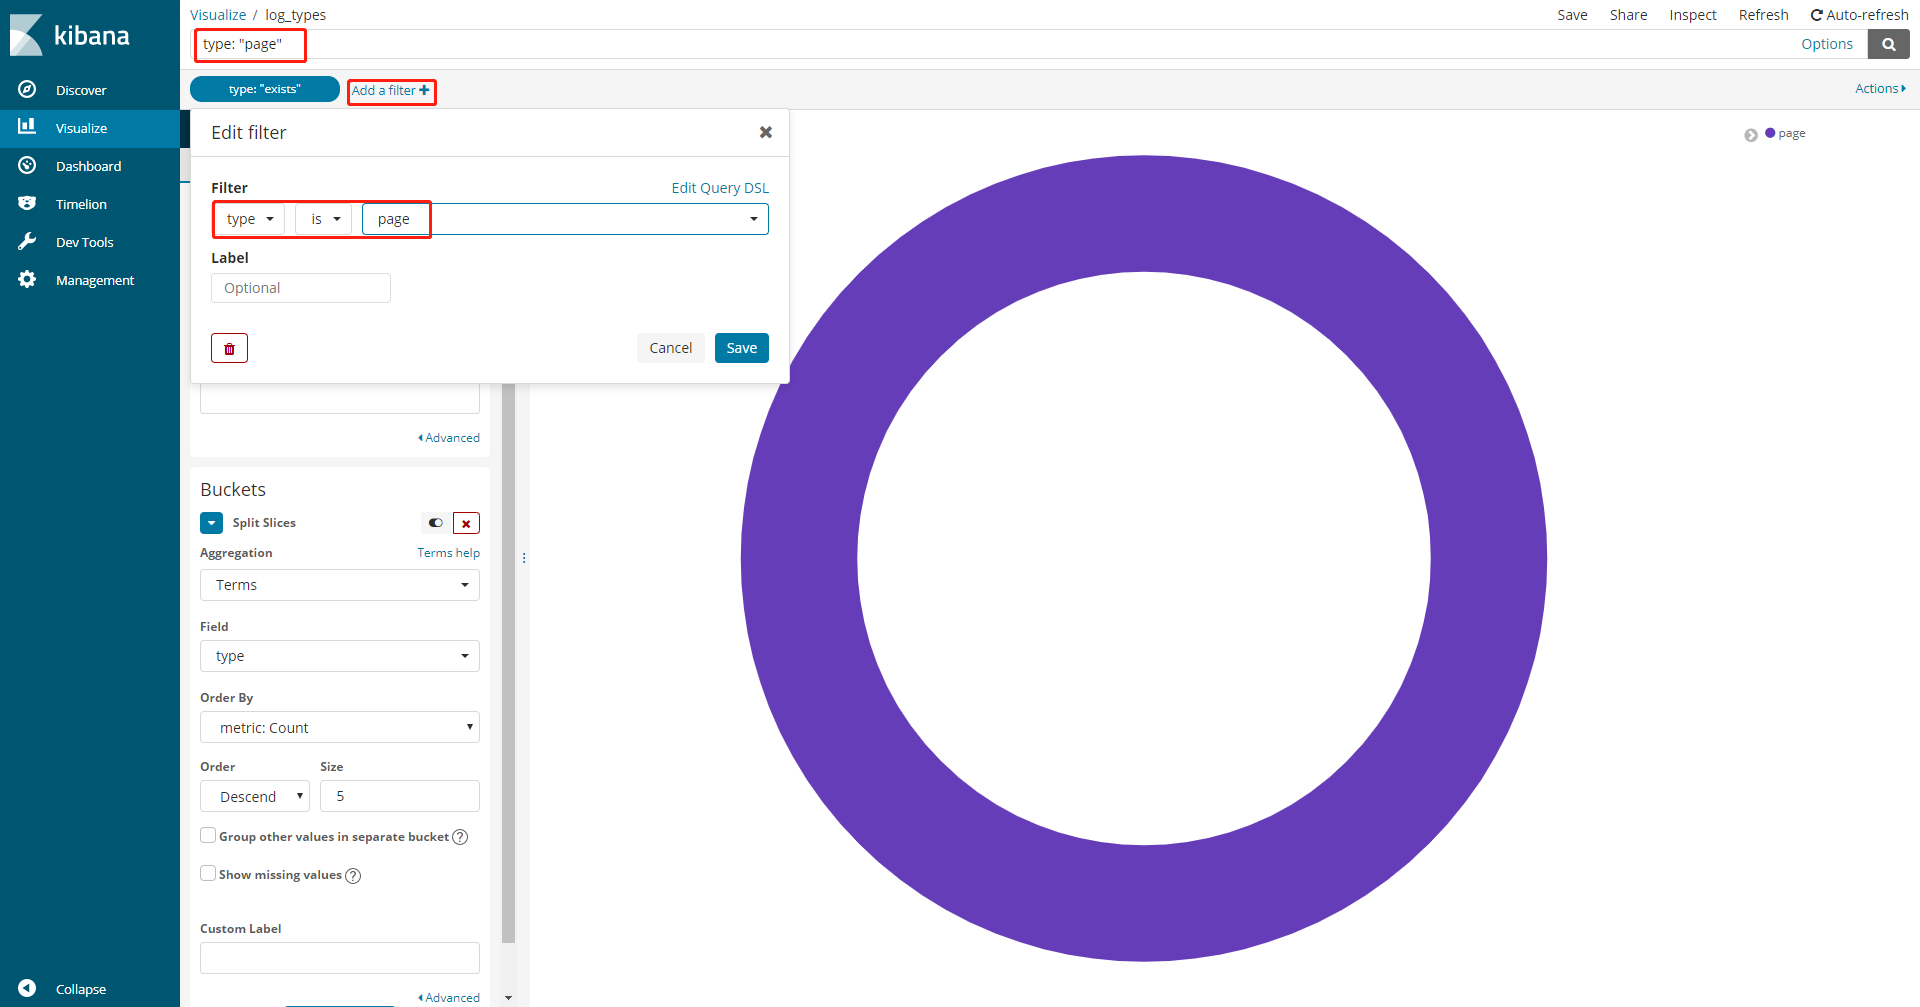 kibana
Discover
Visualize
Dashboard
Timelion
Dev Tools
Management
Collapse
Visualize / log_types
Save Share Inspect Refresh Auto-refresh
type: "page"
Options
type: "exists"
Add a filter
Actions
Edit filter
Filter
Edit Query DSL
type is page
Label
Optional
Cancel Save
Advanced
Buckets
Split Slices
Aggregation
Terms help
Terms
Field
type
Order By
metric: Count
Order Size
Descend 5
Group other values in separate bucket ?
Show missing values ?
Custom Label
Advanced
page